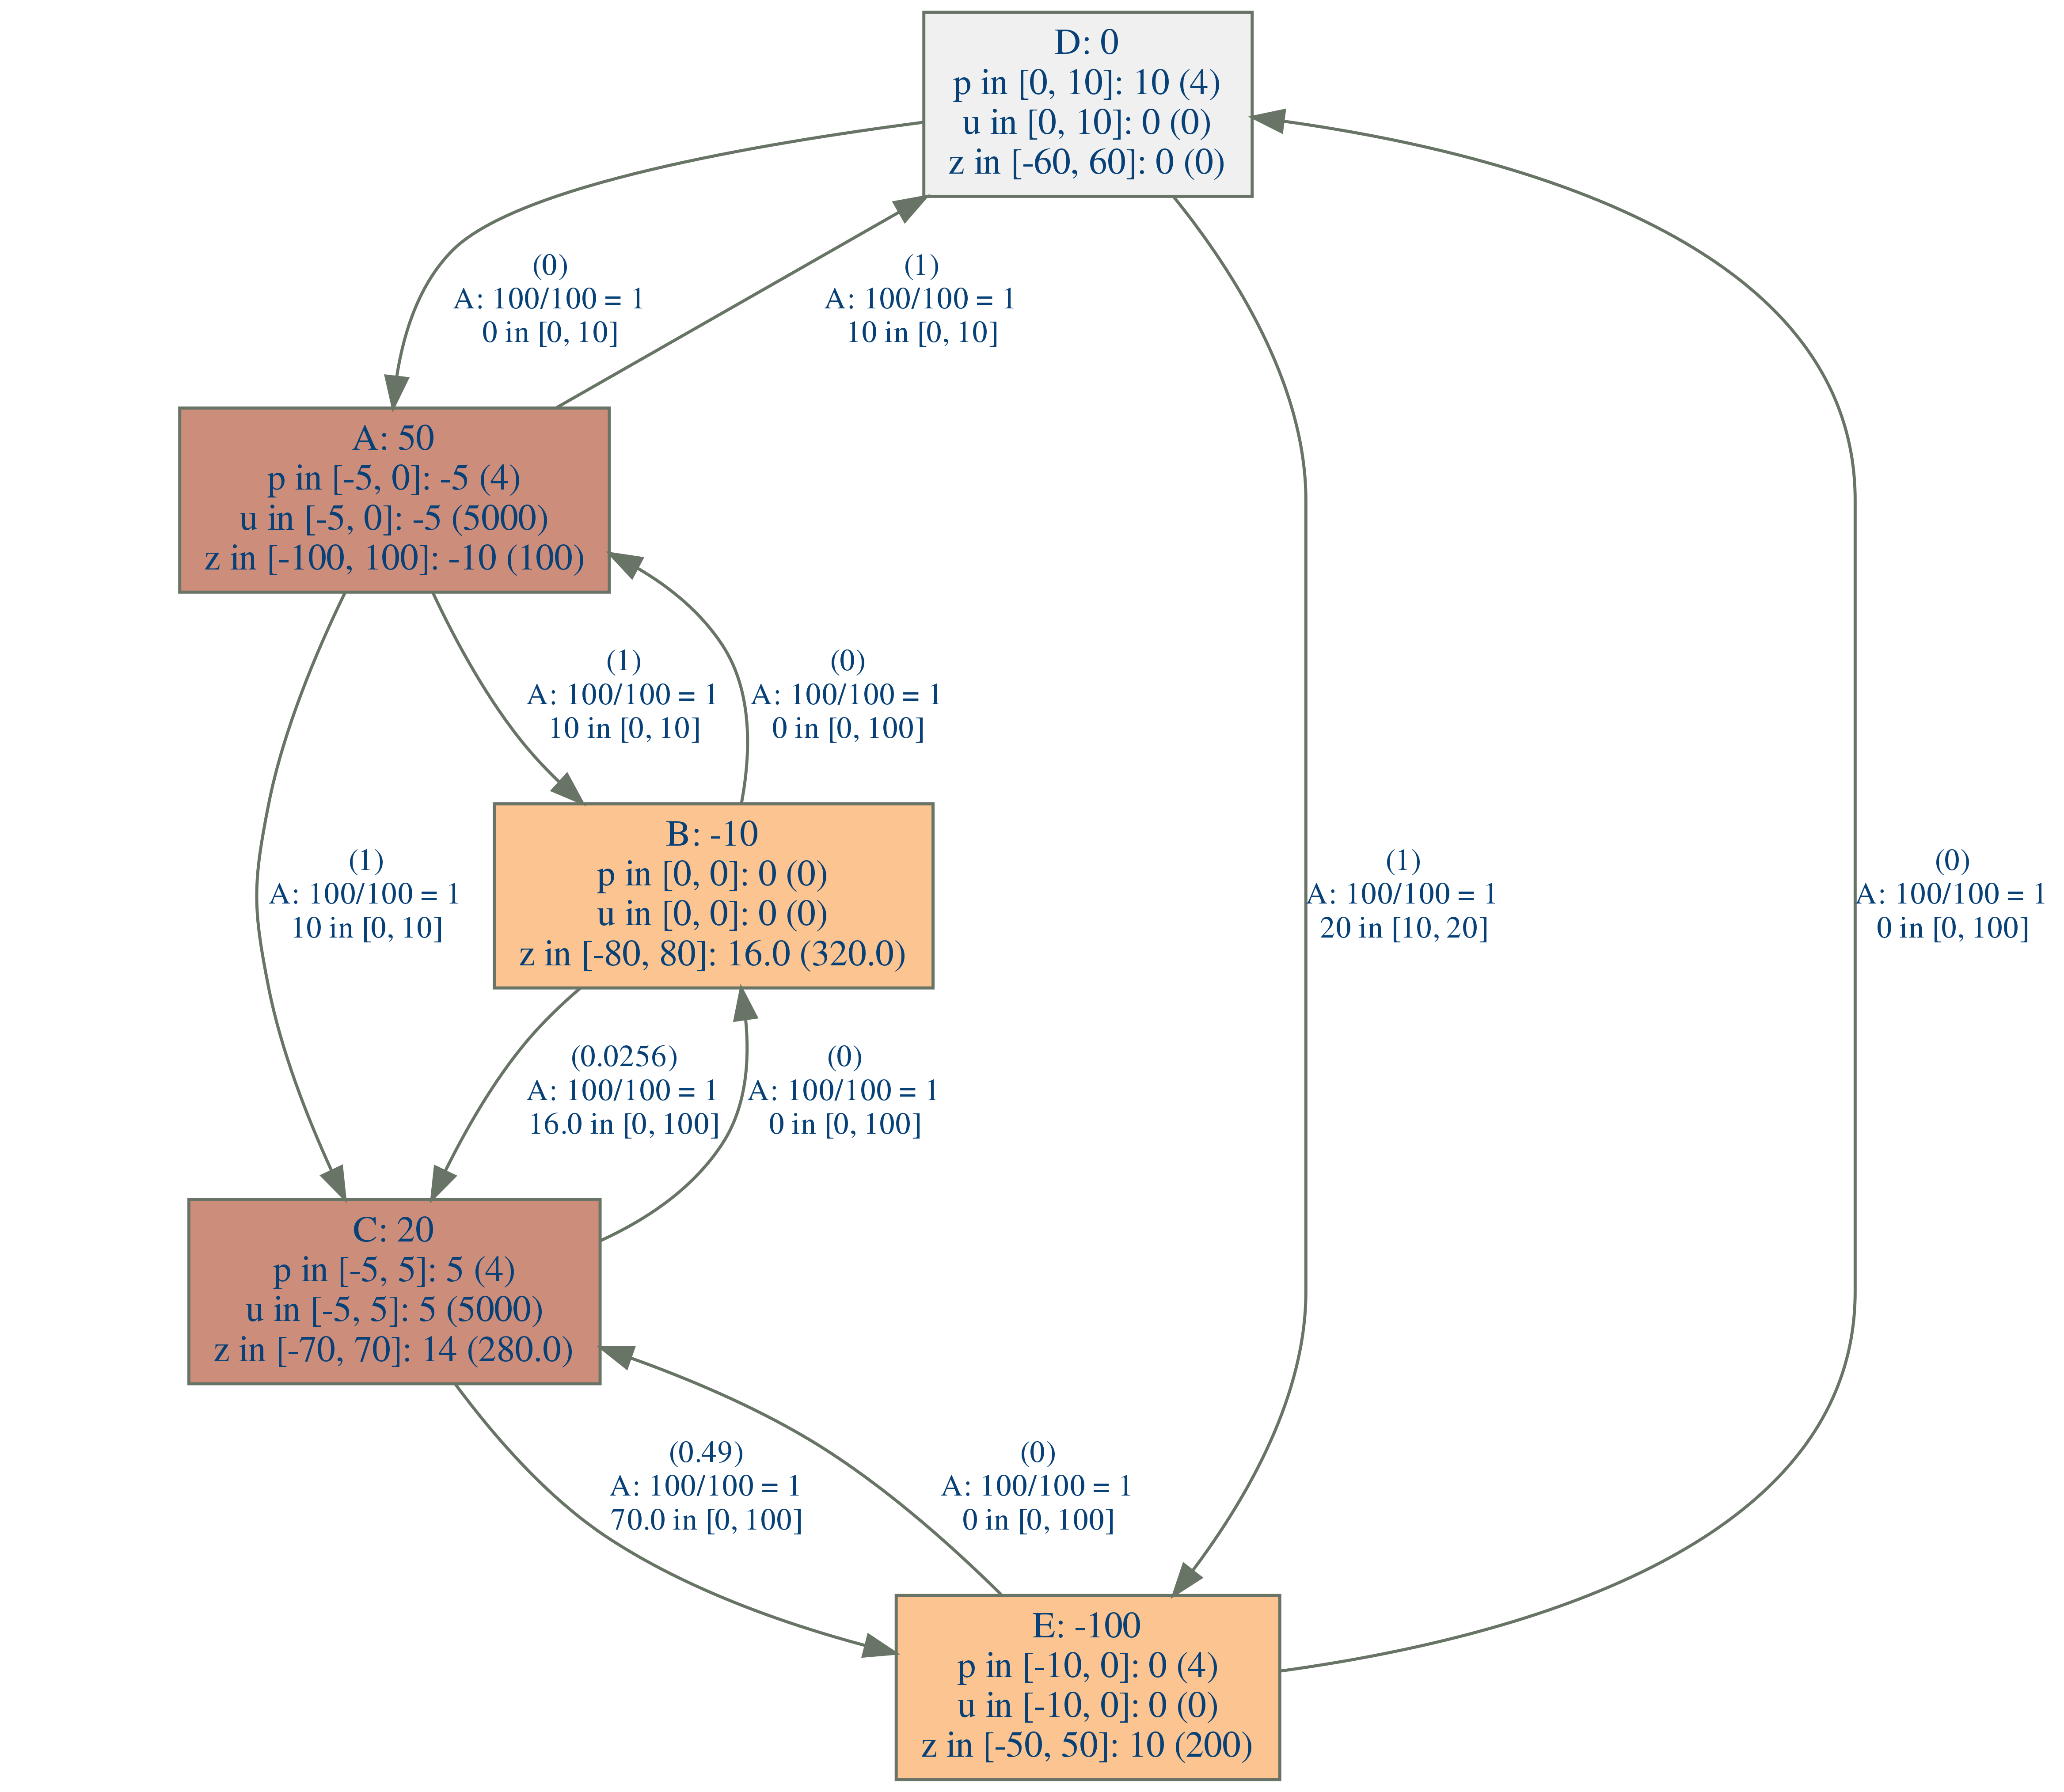 D: 0
p in [0, 10]: 10 (4)
u in [0, 10]: 0 (0)
z in [-60, 60]: 0 (0)
(0)
A: 100/100 = 1
0 in [0, 10]
(1)
A: 100/100 = 1
10 in [0, 10]
A: 50
p in [-5, 0]: -5 (4)
u in [-5, 0]: -5 (5000)
z in [-100, 100]: -10 (100)
(1)
A: 100/100 = 1
10 in [0, 10]
(0)
A: 100/100 = 1
0 in [0, 100]
(1)
A: 100/100 = 1
10 in [0, 10]
B: -10
p in [0, 0]: 0 (0)
u in [0, 0]: 0 (0)
z in [-80, 80]: 16.0 (320.0)
(1)
A: 100/100 = 1
20 in [10, 20]
(0)
A: 100/100 = 1
0 in [0, 100]
(0.0256)
A: 100/100 = 1
16.0 in [0, 100]
(0)
A: 100/100 = 1
0 in [0, 100]
C: 20
p in [-5, 5]: 5 (4)
u in [-5, 5]: 5 (5000)
z in [-70, 70]: 14 (280.0)
(0.49)
A: 100/100 = 1
70.0 in [0, 100]
(0)
A: 100/100 = 1
0 in [0, 100]
E: -100
p in [-10, 0]: 0 (4)
u in [-10, 0]: 0 (0)
z in [-50, 50]: 10 (200)